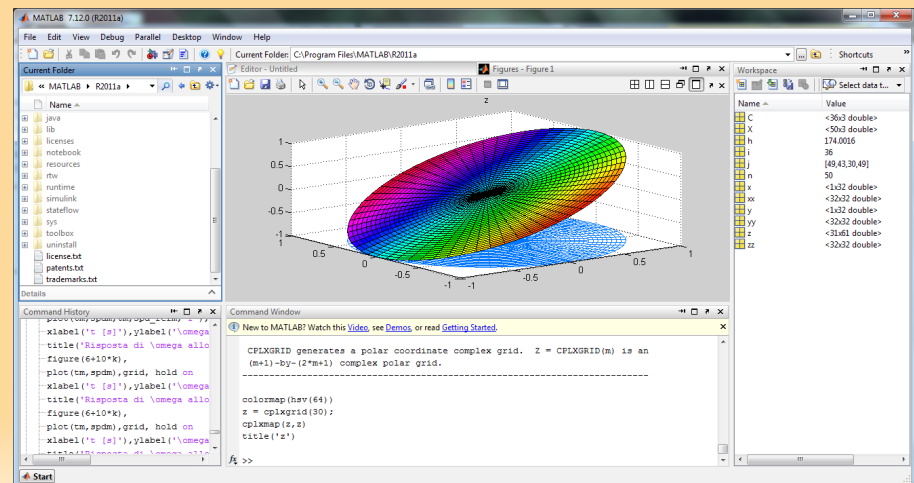 MATLAB 7.12.0 (R2011a)
File Edit View Debug Parallel Desktop Window Help
Current Folder: C:\Program Files\MATLAB\R2011a
Shortcuts
Current Folder
« MATLAB ▸ R2011a ▸
Name
java
lib
licenses
notebook
resources
rtw
runtime
simulink
stateflow
sys
toolbox
uninstall
license.txt
patents.txt
trademarks.txt
Details
Editor - Untitled
Figures - Figure 1
z
1
0.5
0
-0.5
-1
1
0.5
0
-0.5
-1
-1
-0.5
0
0.5
1
Workspace
Select data t...
Name Value
C <36x3 double>
X <50x3 double>
h 174.0016
i 36
j [49,43,30,49]
n 50
x <1x32 double>
xx <32x32 double>
y <1x32 double>
yy <32x32 double>
z <31x61 double>
zz <32x32 double>
Command History
xlabel('t [s]'),ylabel('\omega
title('Risposta di \omega allo
figure(6+10*k),
plot(tm,spdm),grid, hold on
xlabel('t [s]'),ylabel('\omega
title('Risposta di \omega allo
figure(6+10*k),
plot(tm,spdm),grid, hold on
xlabel('t [s]'),ylabel('\omega
title('Risposta di \omega allo
Command Window
New to MATLAB? Watch this Video, see Demos, or read Getting Started.
CPLXGRID generates a polar coordinate complex grid. Z = CPLXGRID(m) is an
(m+1)-by-(2*m+1) complex polar grid.
colormap(hsv(64))
z = cplxgrid(30);
cplxmap(z,z)
title('z')
fx >>
Start